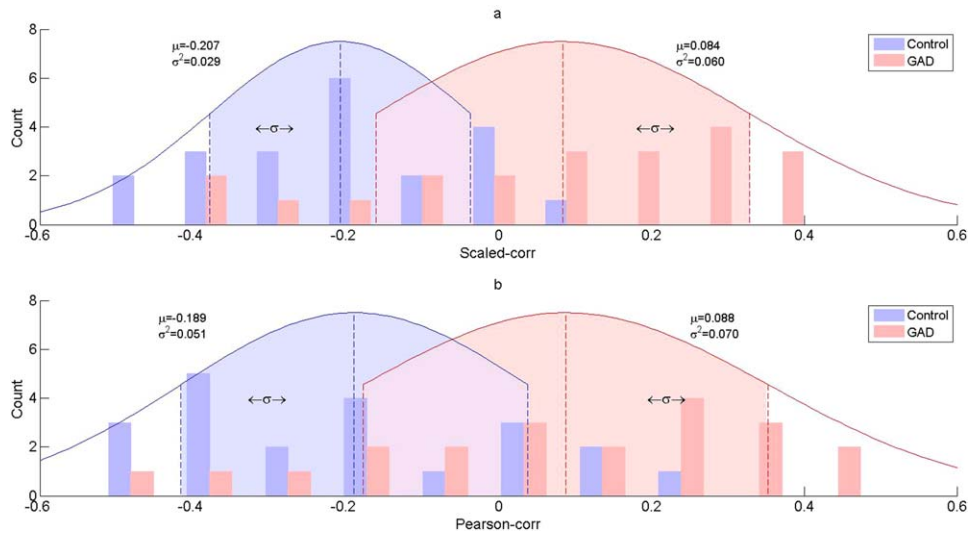 a
μ=-0.207
σ²=0.029
μ=0.084
σ²=0.060
Control
GAD
←σ→
←σ→
Count
8
6
4
2
0
-0.6
-0.4
-0.2
0
0.2
0.4
0.6
Scaled-corr
b
μ=-0.189
σ²=0.051
μ=0.088
σ²=0.070
Control
GAD
←σ→
←σ→
Count
8
6
4
2
0
-0.6
-0.4
-0.2
0
0.2
0.4
0.6
Pearson-corr